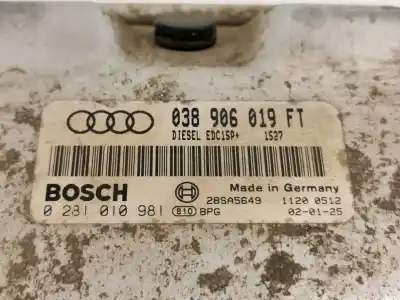 038 906 019 FT
DIESEL EDC15P+ 1527
BOSCH
Made in Germany
28SA5649 1120 0512
0 281 010 981 B10 BPG 02-01-25